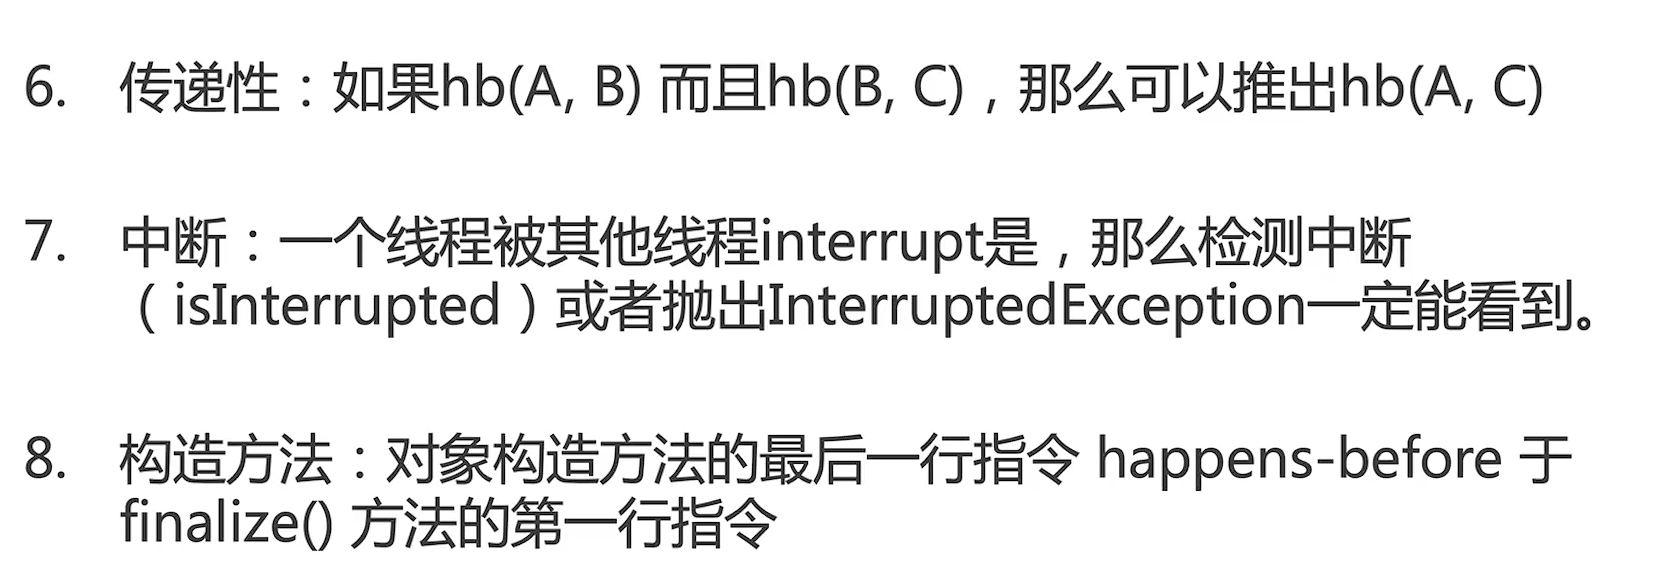 6. 传递性：如果hb(A, B) 而且hb(B, C)，那么可以推出hb(A, C)
7. 中断：一个线程被其他线程interrupt是，那么检测中断
（isInterrupted）或者抛出InterruptedException一定能看到。
8. 构造方法：对象构造方法的最后一行指令 happens-before 于
finalize() 方法的第一行指令